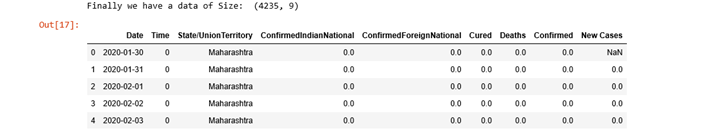 Finally we have a data of Size: (4235, 9)
Out[17]:
Date Time State/UnionTerritory ConfirmedIndianNational ConfirmedForeignNational Cured Deaths Confirmed New Cases
0 2020-01-30 0 Maharashtra 0.0 0.0 0.0 0.0 0.0 NaN
1 2020-01-31 0 Maharashtra 0.0 0.0 0.0 0.0 0.0 0.0
2 2020-02-01 0 Maharashtra 0.0 0.0 0.0 0.0 0.0 0.0
3 2020-02-02 0 Maharashtra 0.0 0.0 0.0 0.0 0.0 0.0
4 2020-02-03 0 Maharashtra 0.0 0.0 0.0 0.0 0.0 0.0